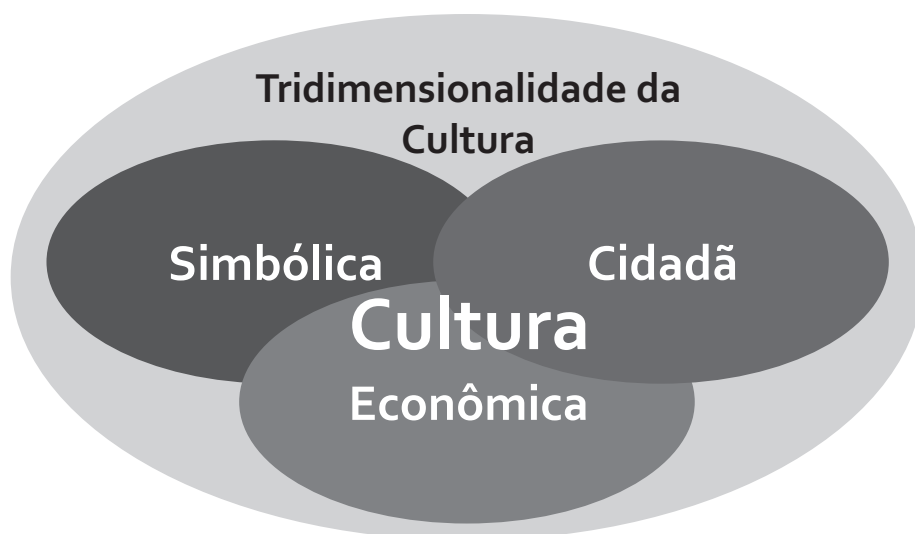 Tridimensionalidade da
Cultura
Simbólica
Cidadã
Cultura
Econômica